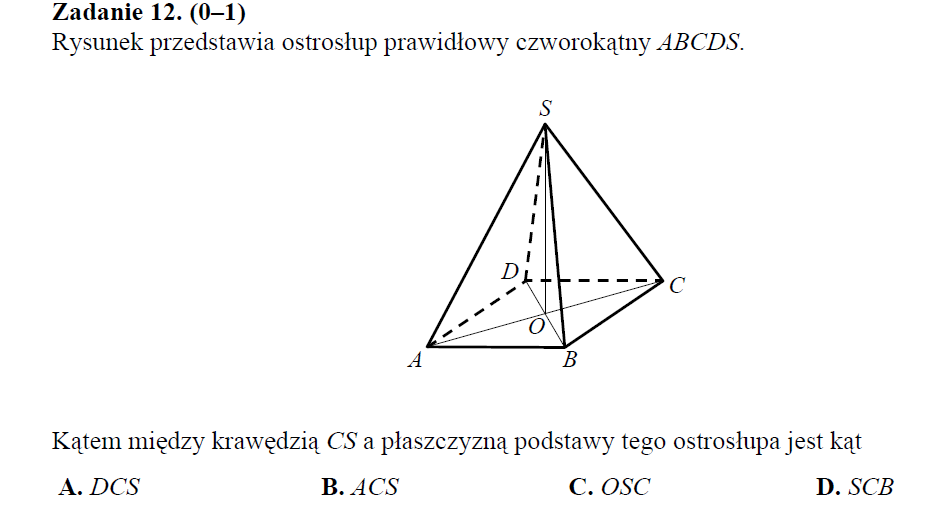 Zadanie 12. (0–1)
Rysunek przedstawia ostrosłup prawidłowy czworokątny ABCDS.
S
D
C
O
A
B
Kątem między krawędzią CS a płaszczyzną podstawy tego ostrosłupa jest kąt
A. DCS B. ACS C. OSC D. SCB